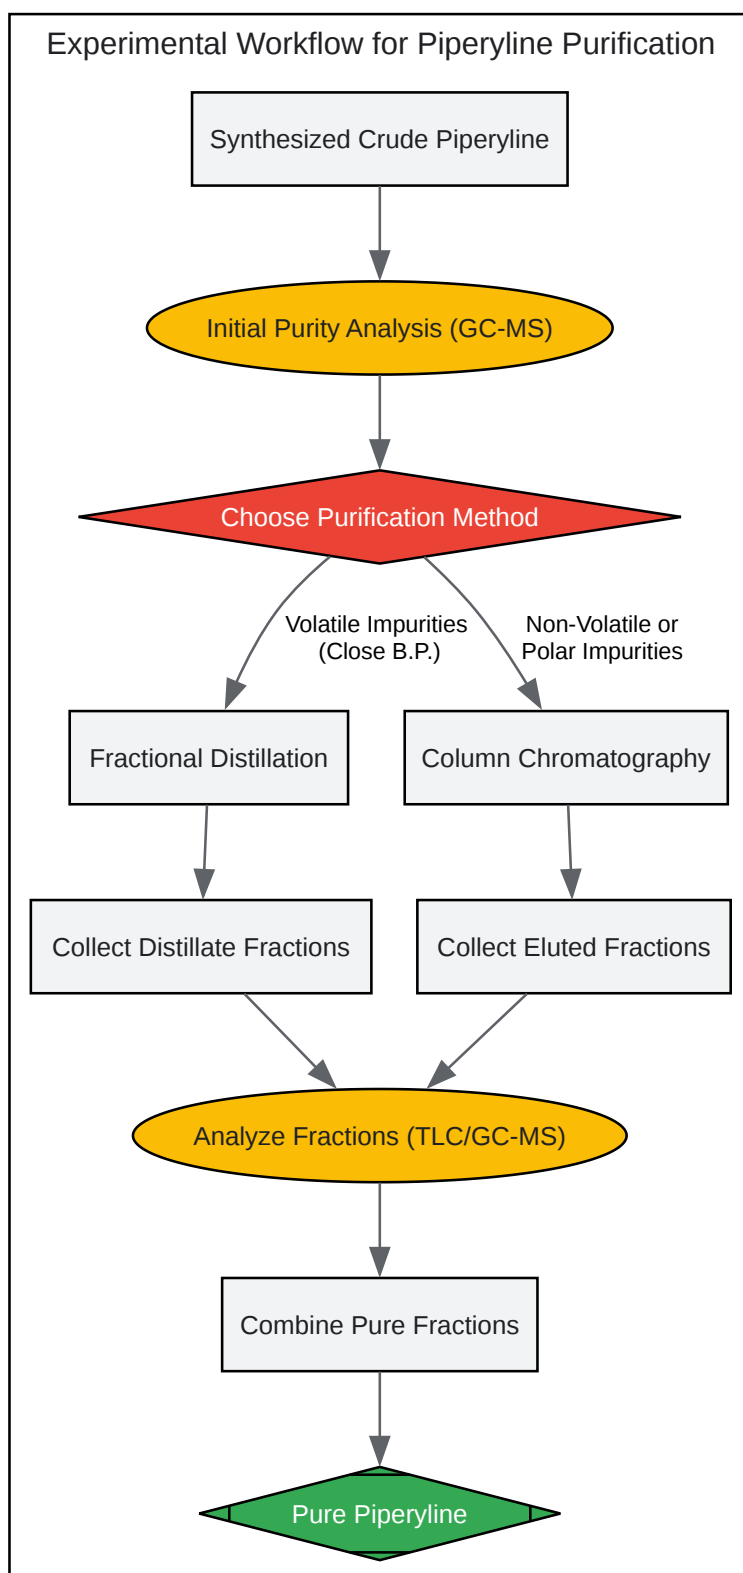 Experimental Workflow for Piperyline Purification
Synthesized Crude Piperyline
Initial Purity Analysis (GC-MS)
Choose Purification Method
Volatile Impurities
(Close B.P.)
Non-Volatile or
Polar Impurities
Fractional Distillation
Column Chromatography
Collect Distillate Fractions
Collect Eluted Fractions
Analyze Fractions (TLC/GC-MS)
Combine Pure Fractions
Pure Piperyline